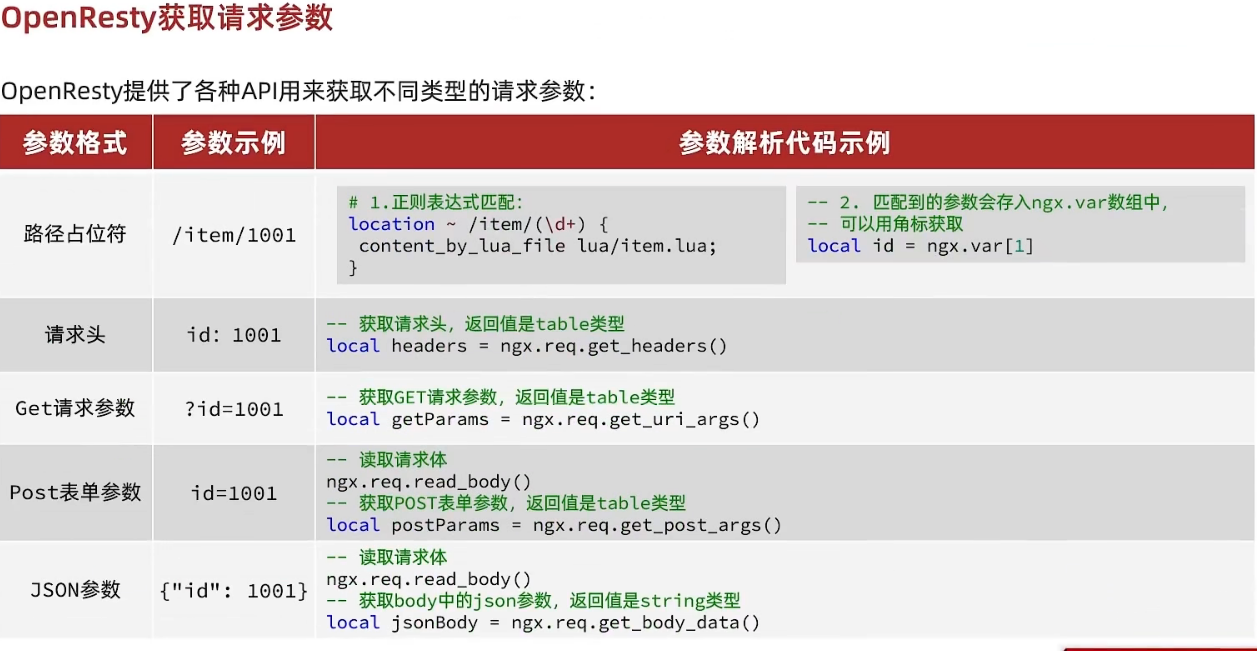 OpenResty获取请求参数
OpenResty提供了各种API用来获取不同类型的请求参数：
参数格式 参数示例 参数解析代码示例
路径占位符 /item/1001
# 1.正则表达式匹配：
location ~ /item/(\d+) {
content_by_lua_file lua/item.lua;
}
-- 2. 匹配到的参数会存入ngx.var数组中，
-- 可以用角标获取
local id = ngx.var[1]
请求头 id: 1001
-- 获取请求头，返回值是table类型
local headers = ngx.req.get_headers()
Get请求参数 ?id=1001
-- 获取GET请求参数，返回值是table类型
local getParams = ngx.req.get_uri_args()
Post表单参数 id=1001
-- 读取请求体
ngx.req.read_body()
-- 获取POST表单参数，返回值是table类型
local postParams = ngx.req.get_post_args()
JSON参数 {"id": 1001}
-- 读取请求体
ngx.req.read_body()
-- 获取body中的json参数，返回值是string类型
local jsonBody = ngx.req.get_body_data()